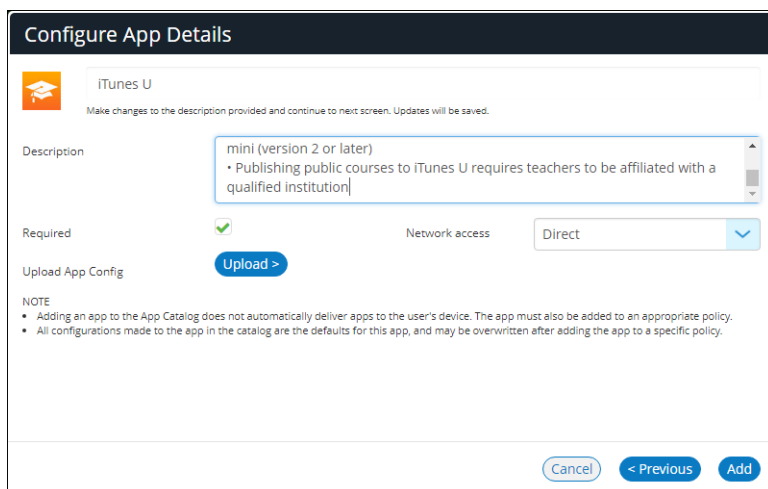 Configure App Details
iTunes U
Make changes to the description provided and continue to next screen. Updates will be saved.
Description
mini (version 2 or later)
• Publishing public courses to iTunes U requires teachers to be affiliated with a
qualified institution
Required
Network access
Direct
Upload App Config
Upload >
NOTE
• Adding an app to the App Catalog does not automatically deliver apps to the user's device. The app must also be added to an appropriate policy.
• All configurations made to the app in the catalog are the defaults for this app, and may be overwritten after adding the app to a specific policy.
Cancel
< Previous
Add